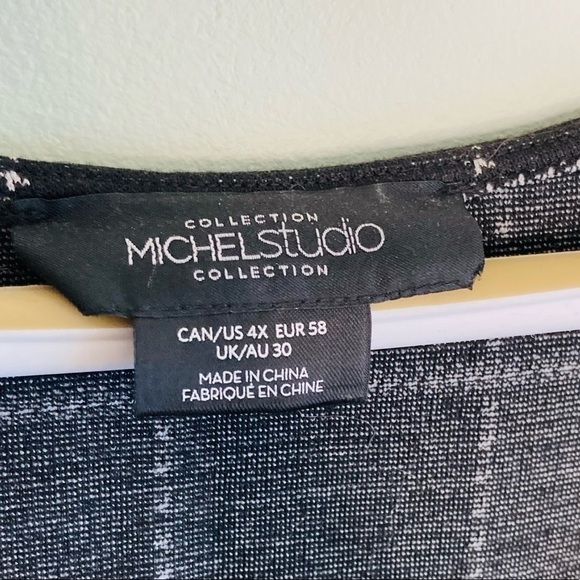 COLLECTION
MICHELSTUDIO
COLLECTION
CAN/US 4X EUR 58
UK/AU 30
MADE IN CHINA
FABRIQUÉ EN CHINE